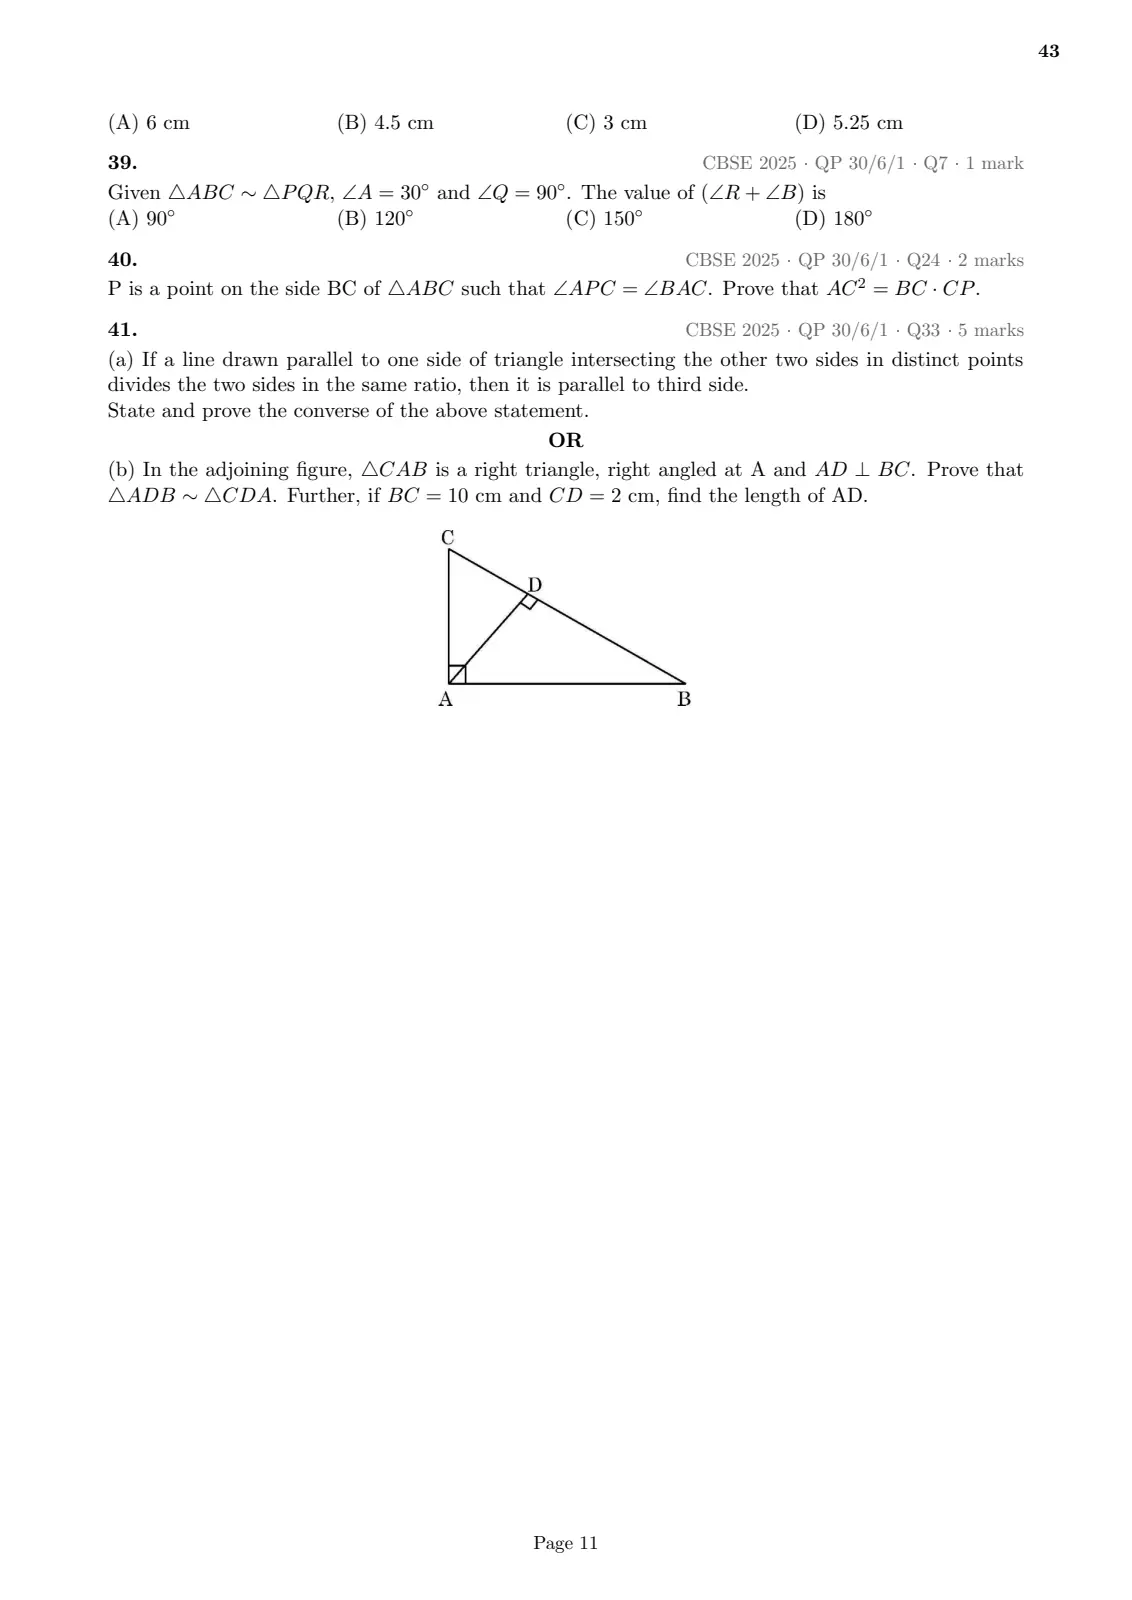 43
(A) 6 cm (B) 4.5 cm (C) 3 cm (D) 5.25 cm
39. CBSE 2025 · QP 30/6/1 · Q7 · 1 mark
Given △ABC ∼ △PQR, ∠A = 30° and ∠Q = 90°. The value of (∠R + ∠B) is
(A) 90° (B) 120° (C) 150° (D) 180°
40. CBSE 2025 · QP 30/6/1 · Q24 · 2 marks
P is a point on the side BC of △ABC such that ∠APC = ∠BAC. Prove that AC² = BC · CP.
41. CBSE 2025 · QP 30/6/1 · Q33 · 5 marks
(a) If a line drawn parallel to one side of triangle intersecting the other two sides in distinct points
divides the two sides in the same ratio, then it is parallel to third side.
State and prove the converse of the above statement.
OR
(b) In the adjoining figure, △CAB is a right triangle, right angled at A and AD ⊥ BC. Prove that
△ADB ∼ △CDA. Further, if BC = 10 cm and CD = 2 cm, find the length of AD.
C
D
A B
Page 11